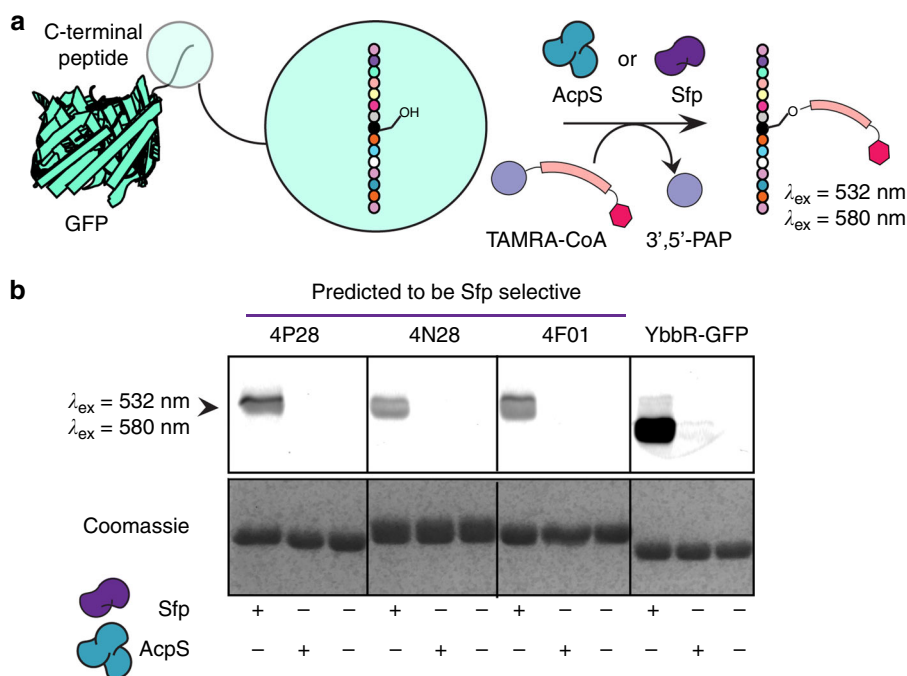 a
C-terminal
peptide
GFP
OH
AcpS
or
Sfp
TAMRA-CoA
3',5'-PAP
O
λex = 532 nm
λex = 580 nm
b
Predicted to be Sfp selective
4P28 4N28 4F01 YbbR-GFP
λex = 532 nm
λex = 580 nm
Coomassie
Sfp + – – + – – + – – + – –
AcpS – + – – + – – + – – + –